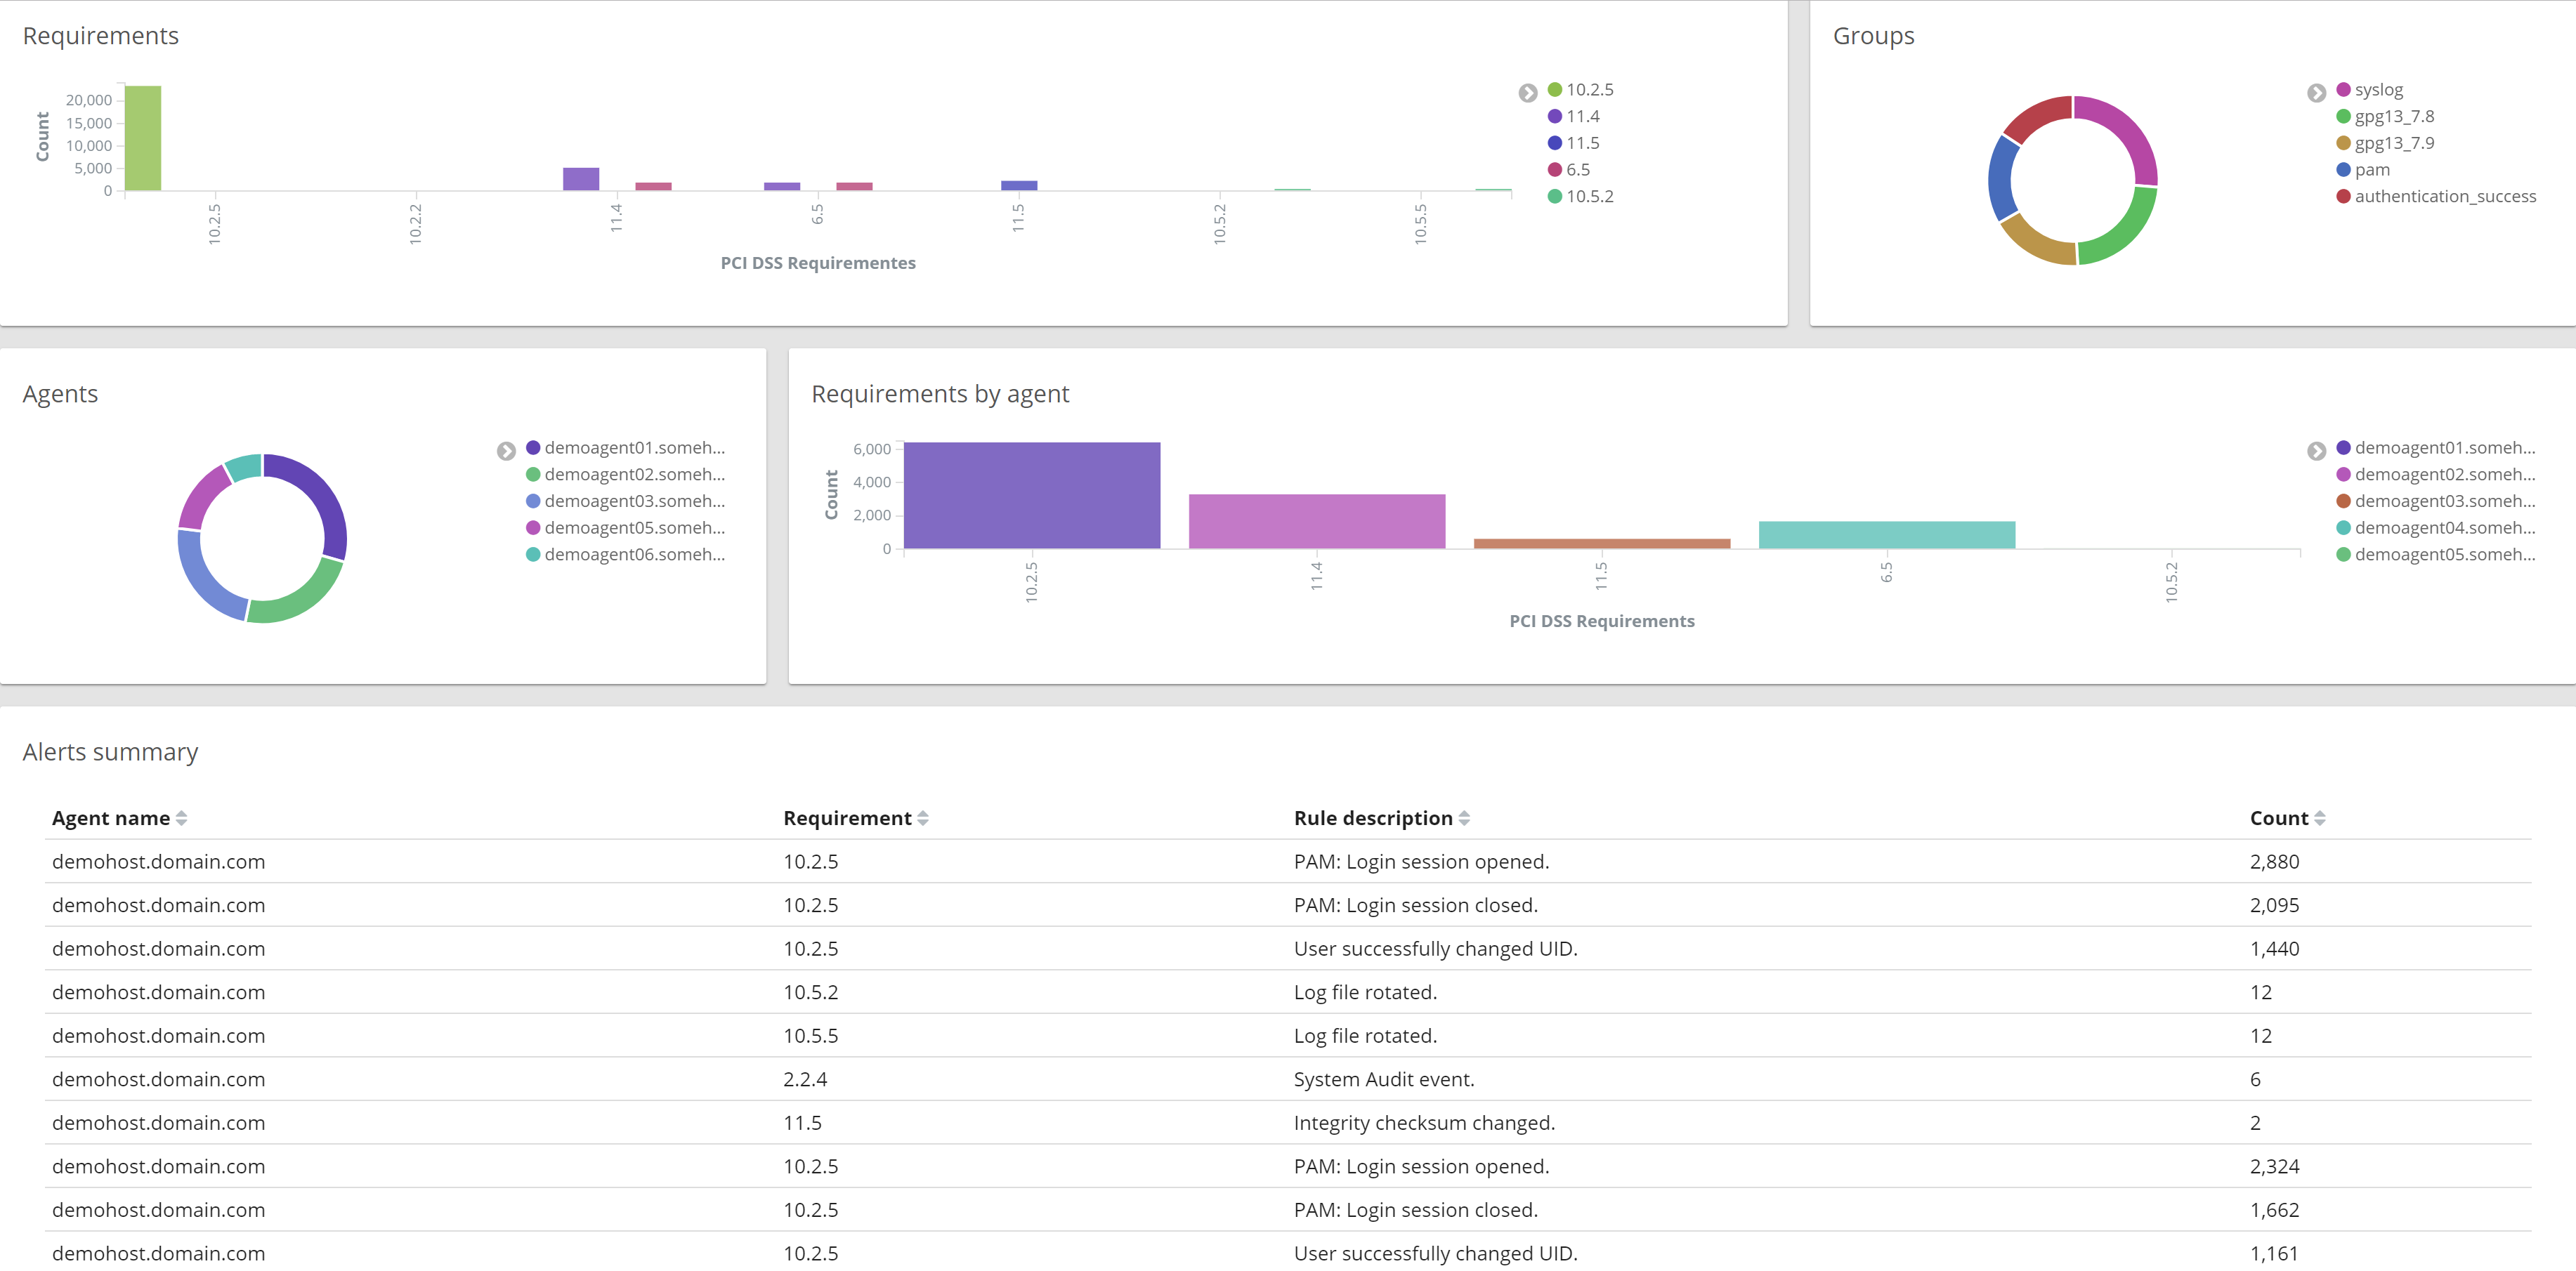 Requirements
20,000
15,000
10,000
5,000
0
Count
10.2.5
10.2.2
11.4
6.5
11.5
10.5.2
10.5.5
PCI DSS Requirementes
10.2.5
11.4
11.5
6.5
10.5.2
Groups
syslog
gpg13_7.8
gpg13_7.9
pam
authentication_success
Agents
demoagent01.someh...
demoagent02.someh...
demoagent03.someh...
demoagent05.someh...
demoagent06.someh...
Requirements by agent
6,000
4,000
2,000
0
Count
10.2.5
11.4
11.5
6.5
10.5.2
PCI DSS Requirements
demoagent01.someh...
demoagent02.someh...
demoagent03.someh...
demoagent04.someh...
demoagent05.someh...
Alerts summary
Agent name Requirement Rule description Count
demohost.domain.com 10.2.5 PAM: Login session opened. 2,880
demohost.domain.com 10.2.5 PAM: Login session closed. 2,095
demohost.domain.com 10.2.5 User successfully changed UID. 1,440
demohost.domain.com 10.5.2 Log file rotated. 12
demohost.domain.com 10.5.5 Log file rotated. 12
demohost.domain.com 2.2.4 System Audit event. 6
demohost.domain.com 11.5 Integrity checksum changed. 2
demohost.domain.com 10.2.5 PAM: Login session opened. 2,324
demohost.domain.com 10.2.5 PAM: Login session closed. 1,662
demohost.domain.com 10.2.5 User successfully changed UID. 1,161